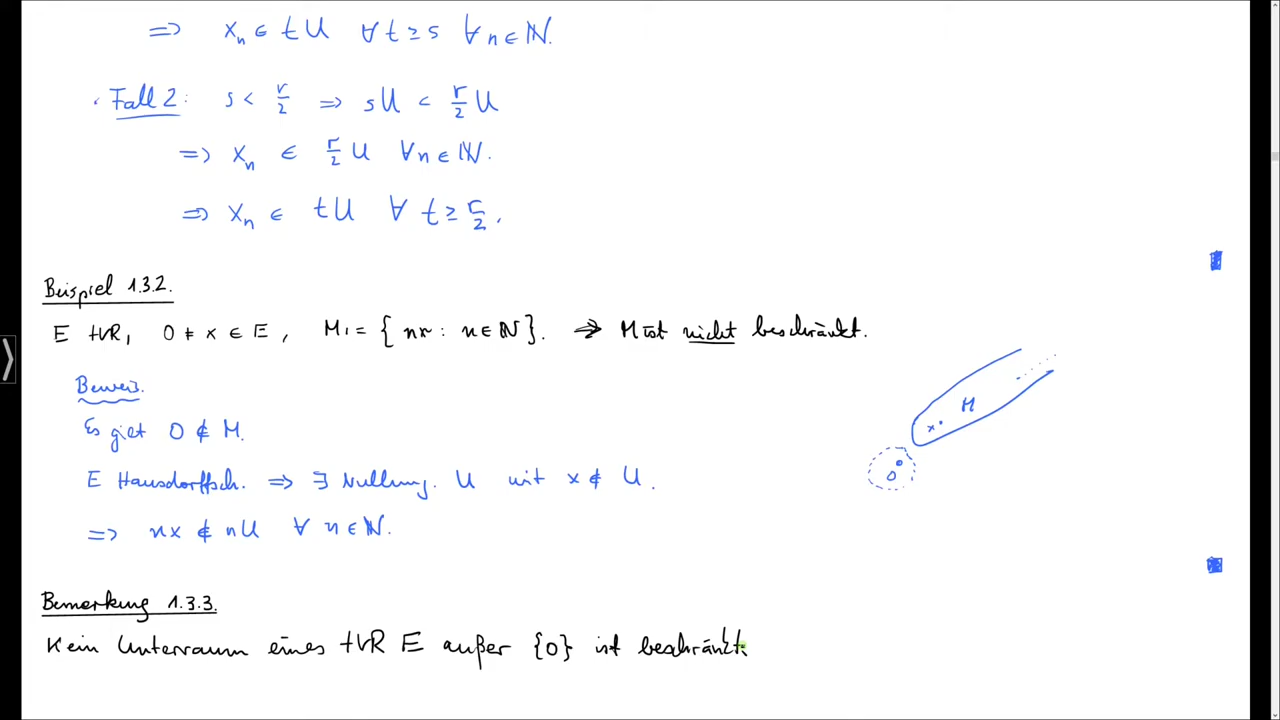 ⇒ xₙ ∈ tU ∀ t ≥ s ∀ n ∈ ℕ.
· Fall 2: s < r/2 ⇒ sU ⊂ r/2 U
⇒ xₙ ∈ r/2 U ∀ n ∈ ℕ.
⇒ xₙ ∈ tU ∀ t ≥ r/2.
Beispiel 1.3.2.
E tVR, 0 ≠ x ∈ E, M := { nx : n ∈ ℕ }. ⇒ M ist nicht beschränkt.
Beweis.
Es gilt 0 ∉ M.
E Hausdorffsch. ⇒ ∃ Nullumg. U mit x ∉ U.
⇒ nx ∉ nU ∀ n ∈ ℕ.
M
x
0
Bemerkung 1.3.3.
Kein Unterraum eines tVR E außer {0} ist beschränkt.